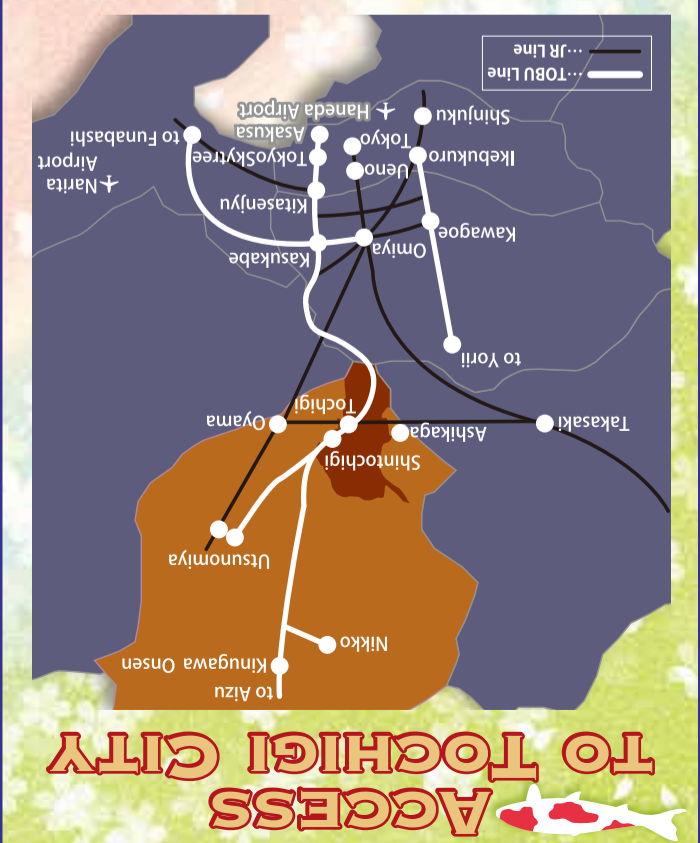 ACCESS
TO TOCHIGI CITY
to Aizu
Kinugawa Onsen
Nikko
Utsunomiya
Shintochigi
Ashikaga
Takasaki
Tochigi
Oyama
to Yorii
Kasukabe
Omiya
Kawagoe
Kitasenjyu
Narita
Airport
Ueno
Ikebukuro
TokyoSkytree
Tokyo
to Funabashi
Asakusa
Shinjuku
Haneda Airport
…TOBU Line
…JR Line